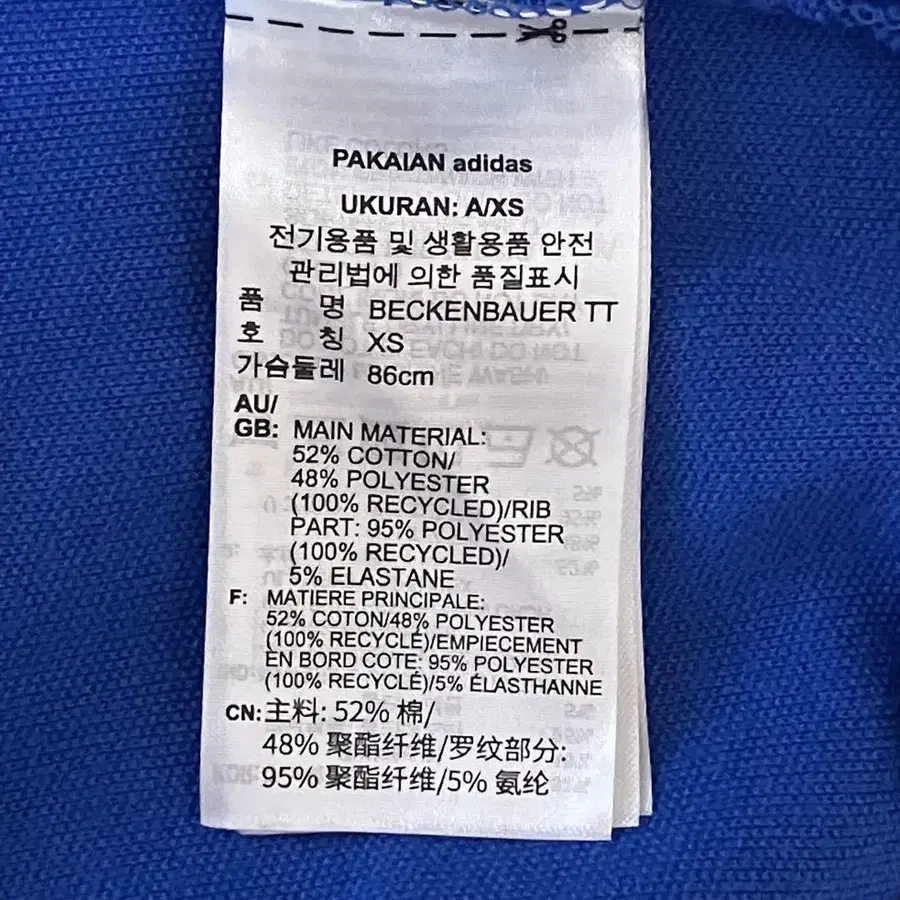 PAKAIAN adidas
UKURAN: A/XS
전기용품 및 생활용품 안전
관리법에 의한 품질표시
품 명 BECKENBAUER TT
호 칭 XS
가슴둘레 86cm
AU/
GB: MAIN MATERIAL:
52% COTTON/
48% POLYESTER
(100% RECYCLED)/RIB
PART: 95% POLYESTER
(100% RECYCLED)/
5% ELASTANE
F: MATIERE PRINCIPALE:
52% COTON/48% POLYESTER
(100% RECYCLÉ)/EMPIECEMENT
EN BORD COTE: 95% POLYESTER
(100% RECYCLÉ)/5% ÉLASTHANNE
CN: 主料: 52% 棉/
48% 聚酯纤维/罗纹部分:
95% 聚酯纤维/5% 氨纶